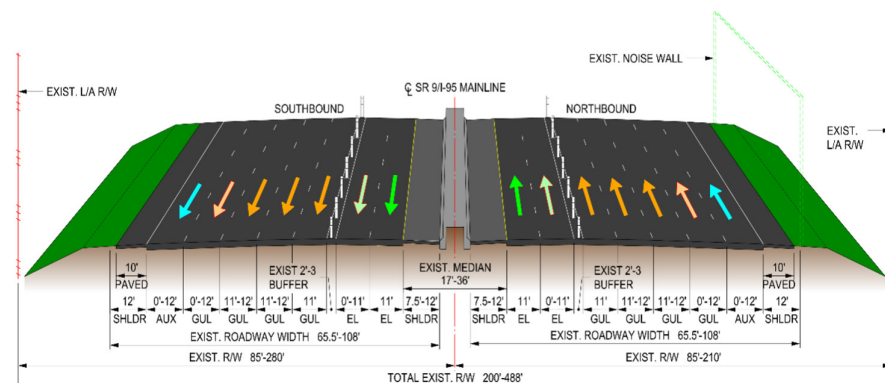 EXIST. NOISE WALL
EXIST. L/A R/W
℄ SR 9/I-95 MAINLINE
SOUTHBOUND
NORTHBOUND
EXIST.
L/A R/W
10'
PAVED
EXIST 2'-3
BUFFER
EXIST. MEDIAN
17'-36'
EXIST 2'-3
BUFFER
10'
PAVED
12' 0'-12' 0'-12' 11'-12' 11'-12' 11' 0'-11' 11' 7.5'-12' 7.5-12' 11' 0'-11' 11' 11'-12' 11'-12' 0'-12' 0'-12' 12'
SHLDR AUX GUL GUL GUL GUL EL EL SHLDR SHLDR EL EL GUL GUL GUL GUL AUX SHLDR
EXIST. ROADWAY WIDTH 65.5'-108' EXIST. ROADWAY WIDTH 65.5'-108'
EXIST. R/W 85'-280' EXIST. R/W 85'-210'
TOTAL EXIST. R/W 200'-488'